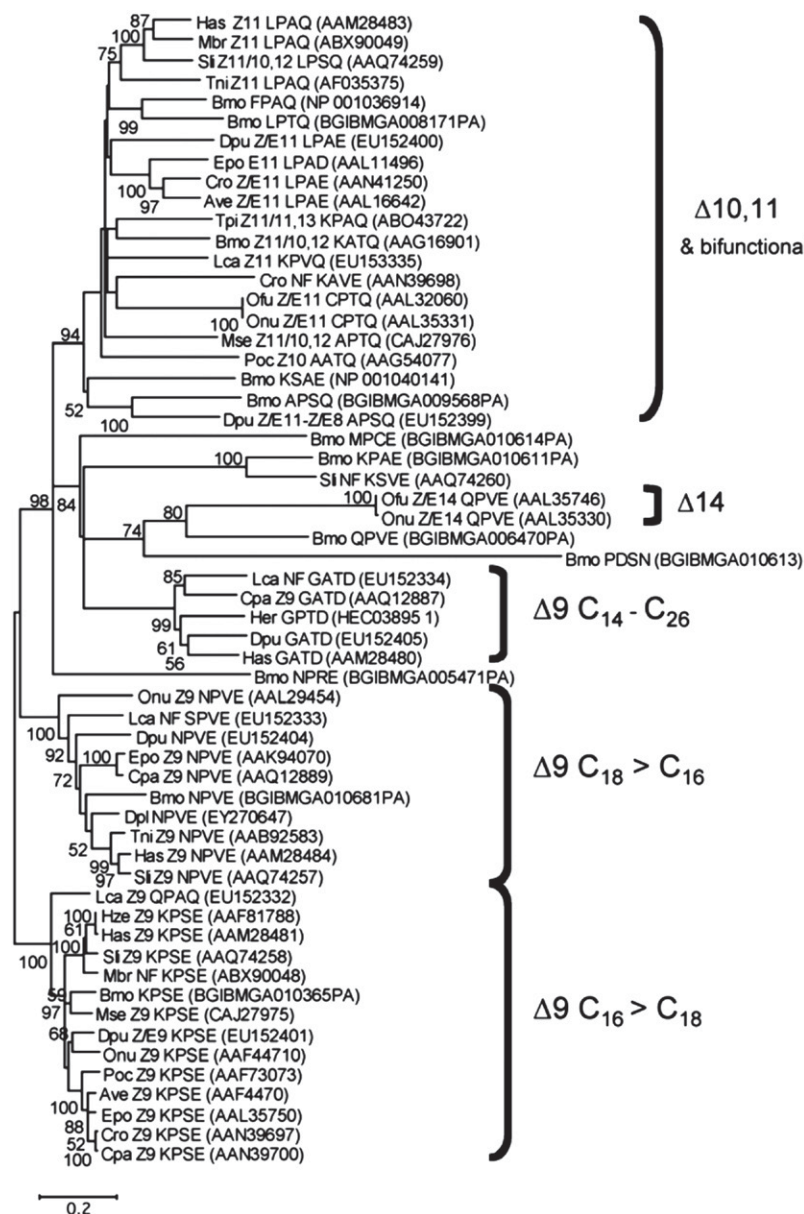 Has Z11 LPAQ (AAM28483)
Mbr Z11 LPAQ (ABX90049)
Sli Z11/10,12 LPSQ (AAQ74259)
Tni Z11 LPAQ (AF035375)
Bmo FPAQ (NP 001036914)
Bmo LPTQ (BGIBMGA008171PA)
Dpu Z/E11 LPAE (EU152400)
Epo E11 LPAD (AAL11496)
Cro Z/E11 LPAE (AAN41250)
Ave Z/E11 LPAE (AAL16642)
Tpi Z11/11,13 KPAQ (ABO43722)
Bmo Z11/10,12 KATQ (AAG16901)
Lca Z11 KPVQ (EU153335)
Cro NF KAVE (AAN39698)
Ofu Z/E11 CPTQ (AAL32060)
Onu Z/E11 CPTQ (AAL35331)
Mse Z11/10,12 APTQ (CAJ27976)
Poc Z10 AATQ (AAG54077)
Bmo KSAE (NP 001040141)
Bmo APSQ (BGIBMGA009568PA)
Dpu Z/E11-Z/E8 APSQ (EU152399)
Bmo MPCE (BGIBMGA010614PA)
Bmo KPAE (BGIBMGA010611PA)
Sli NF KSVE (AAQ74260)
Ofu Z/E14 QPVE (AAL35746)
Onu Z/E14 QPVE (AAL35330)
Bmo QPVE (BGIBMGA006470PA)
Bmo PDSN (BGIBMGA010613)
Lca NF GATD (EU152334)
Cpa Z9 GATD (AAQ12887)
Her GPTD (HEC03895 1)
Dpu GATD (EU152405)
Has GATD (AAM28480)
Bmo NPRE (BGIBMGA005471PA)
Onu Z9 NPVE (AAL29454)
Lca NF SPVE (EU152333)
Dpu NPVE (EU152404)
Epo Z9 NPVE (AAK94070)
Cpa Z9 NPVE (AAQ12889)
Bmo NPVE (BGIBMGA010681PA)
Dpl NPVE (EY270647)
Tni Z9 NPVE (AAB92583)
Has Z9 NPVE (AAM28484)
Sli Z9 NPVE (AAQ74257)
Lca Z9 QPAQ (EU152332)
Hze Z9 KPSE (AAF81788)
Has Z9 KPSE (AAM28481)
Sli Z9 KPSE (AAQ74258)
Mbr NF KPSE (ABX90048)
Bmo KPSE (BGIBMGA010365PA)
Mse Z9 KPSE (CAJ27975)
Dpu Z/E9 KPSE (EU152401)
Onu Z9 KPSE (AAF44710)
Poc Z9 KPSE (AAF73073)
Ave Z9 KPSE (AAF4470)
Epo Z9 KPSE (AAL35750)
Cro Z9 KPSE (AAN39697)
Cpa Z9 KPSE (AAN39700)
87
100
75
99
100
97
100
94
52
100
100
98
84
100
80
74
85
99
61
56
100
92
100
72
52
99
97
100
61
100
100
59
97
68
100
88
52
100
0.2
Δ10,11
& bifunctiona
Δ14
Δ9 C14 - C26
Δ9 C18 > C16
Δ9 C16 > C18